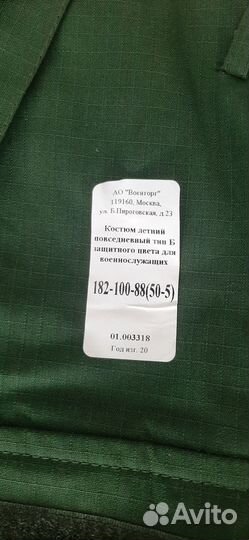 АО "Военторг"
119160, Москва,
ул. Б.Пироговская, д.23
Костюм летний
повседневный тип Б
защитного цвета для
военнослужащих
182-100-88(50-5)
01.003318
Год изг. 20
Avito